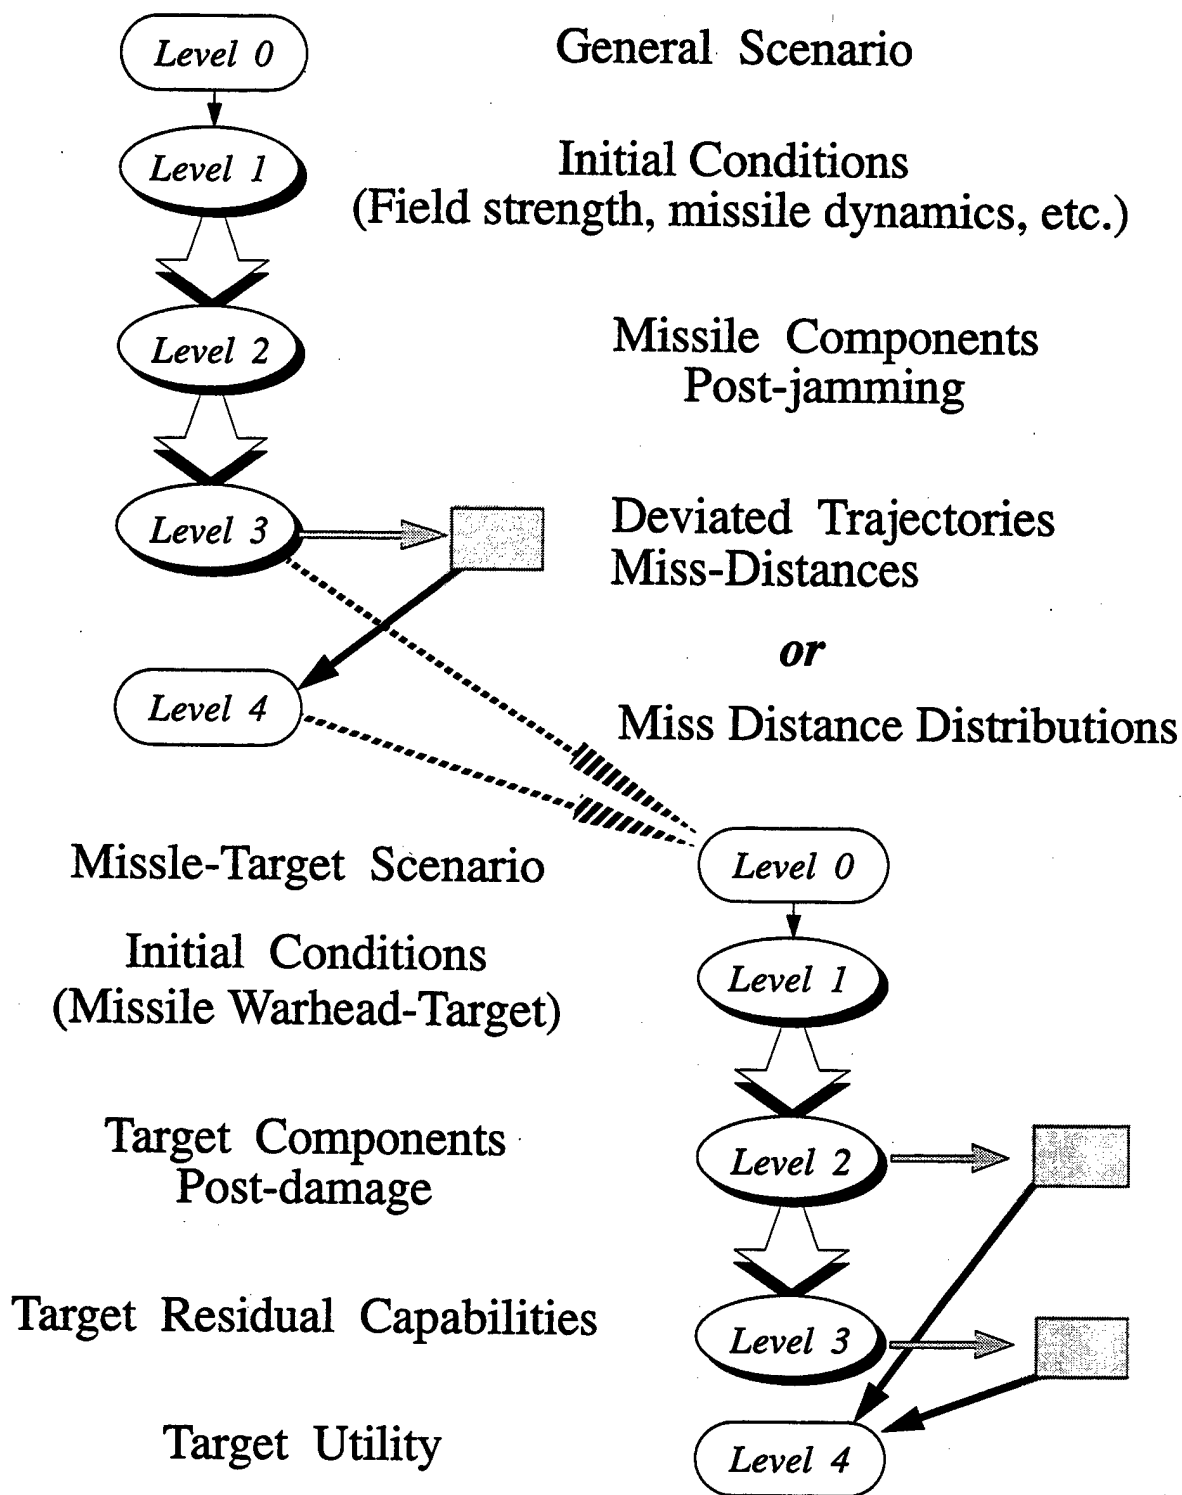 Level 0
General Scenario
Level 1
Initial Conditions
(Field strength, missile dynamics, etc.)
Level 2
Missile Components
Post-jamming
Level 3
Deviated Trajectories
Miss-Distances
or
Level 4
Miss Distance Distributions
Missle-Target Scenario
Level 0
Initial Conditions
(Missile Warhead-Target)
Level 1
Target Components
Post-damage
Level 2
Target Residual Capabilities
Level 3
Target Utility
Level 4